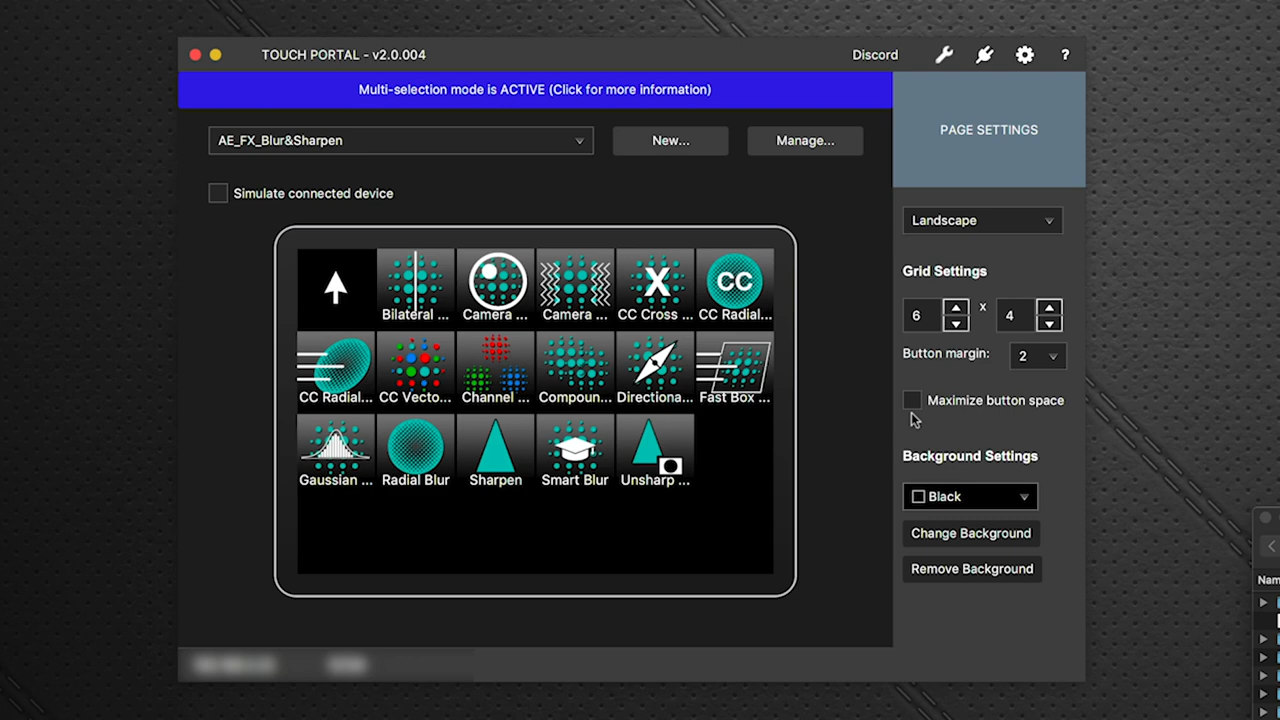 TOUCH PORTAL - v2.0.004
Discord
?
Multi-selection mode is ACTIVE (Click for more information)
PAGE SETTINGS
AE_FX_Blur&Sharpen
New...
Manage...
Simulate connected device
Landscape
Grid Settings
6 x 4
Button margin: 2
Maximize button space
Background Settings
Black
Change Background
Remove Background
X
CC
Bilateral ...
Camera ...
Camera ...
CC Cross ...
CC Radial...
CC Radial...
CC Vecto...
Channel ...
Compoun...
Directiona...
Fast Box ...
Gaussian ...
Radial Blur
Sharpen
Smart Blur
Unsharp ...
Nam